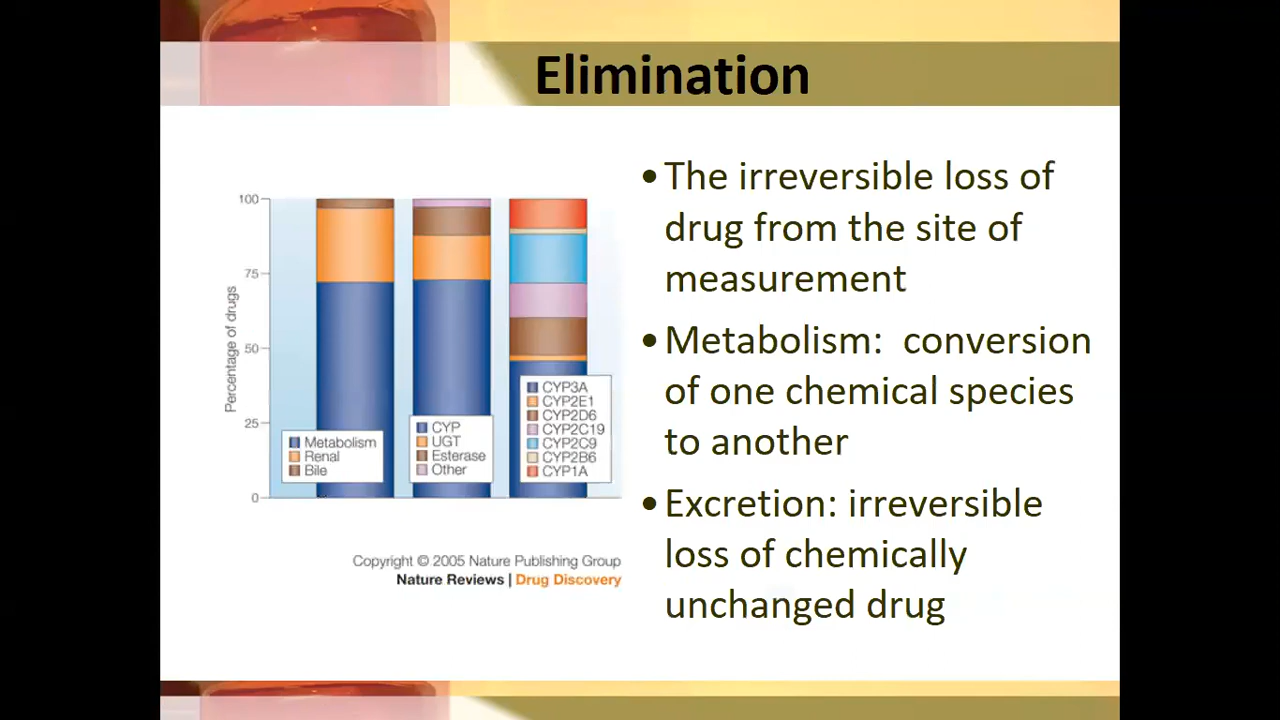 Elimination
100
75
50
25
0
Percentage of drugs
Metabolism
Renal
Bile
CYP
UGT
Esterase
Other
CYP3A
CYP2E1
CYP2D6
CYP2C19
CYP2C9
CYP2B6
CYP1A
Copyright © 2005 Nature Publishing Group
Nature Reviews | Drug Discovery
•The irreversible loss of
drug from the site of
measurement
•Metabolism: conversion
of one chemical species
to another
•Excretion: irreversible
loss of chemically
unchanged drug